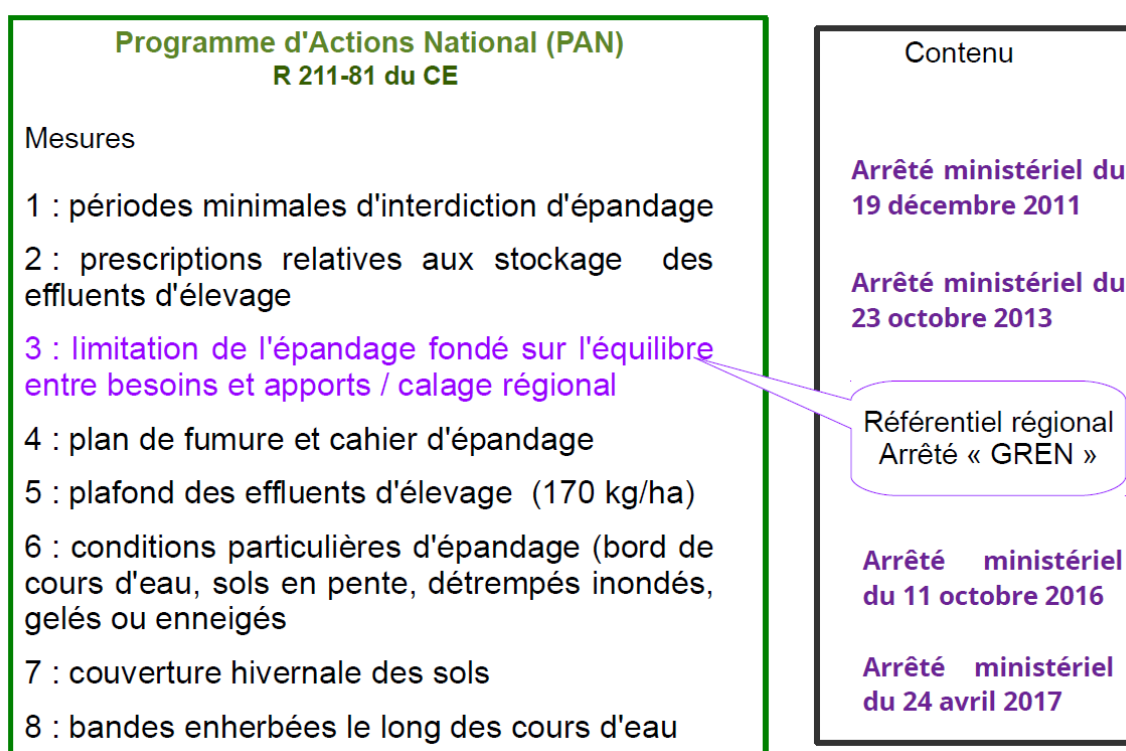 Programme d'Actions National (PAN)
R 211-81 du CE
Mesures
1 : périodes minimales d'interdiction d'épandage
2 : prescriptions relatives aux stockage des
effluents d'élevage
3 : limitation de l'épandage fondé sur l'équilibre
entre besoins et apports / calage régional
4 : plan de fumure et cahier d'épandage
5 : plafond des effluents d'élevage (170 kg/ha)
6 : conditions particulières d'épandage (bord de
cours d'eau, sols en pente, détrempés inondés,
gelés ou enneigés
7 : couverture hivernale des sols
8 : bandes enherbées le long des cours d'eau
Contenu
Arrêté ministériel du
19 décembre 2011
Arrêté ministériel du
23 octobre 2013
Référentiel régional
Arrêté « GREN »
Arrêté ministériel
du 11 octobre 2016
Arrêté ministériel
du 24 avril 2017